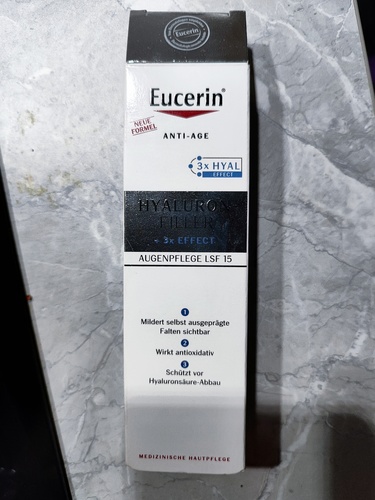 Eucerin
Eucerin®
NEUE
FORMEL
ANTI-AGE
3x HYAL
EFFECT
HYALURON
FILLER
+ 3x EFFECT
AUGENPFLEGE LSF 15
1
Mildert selbst ausgeprägte
Falten sichtbar
2
Wirkt antioxidativ
3
Schützt vor
Hyaluronsäure-Abbau
MEDIZINISCHE HAUTPFLEGE